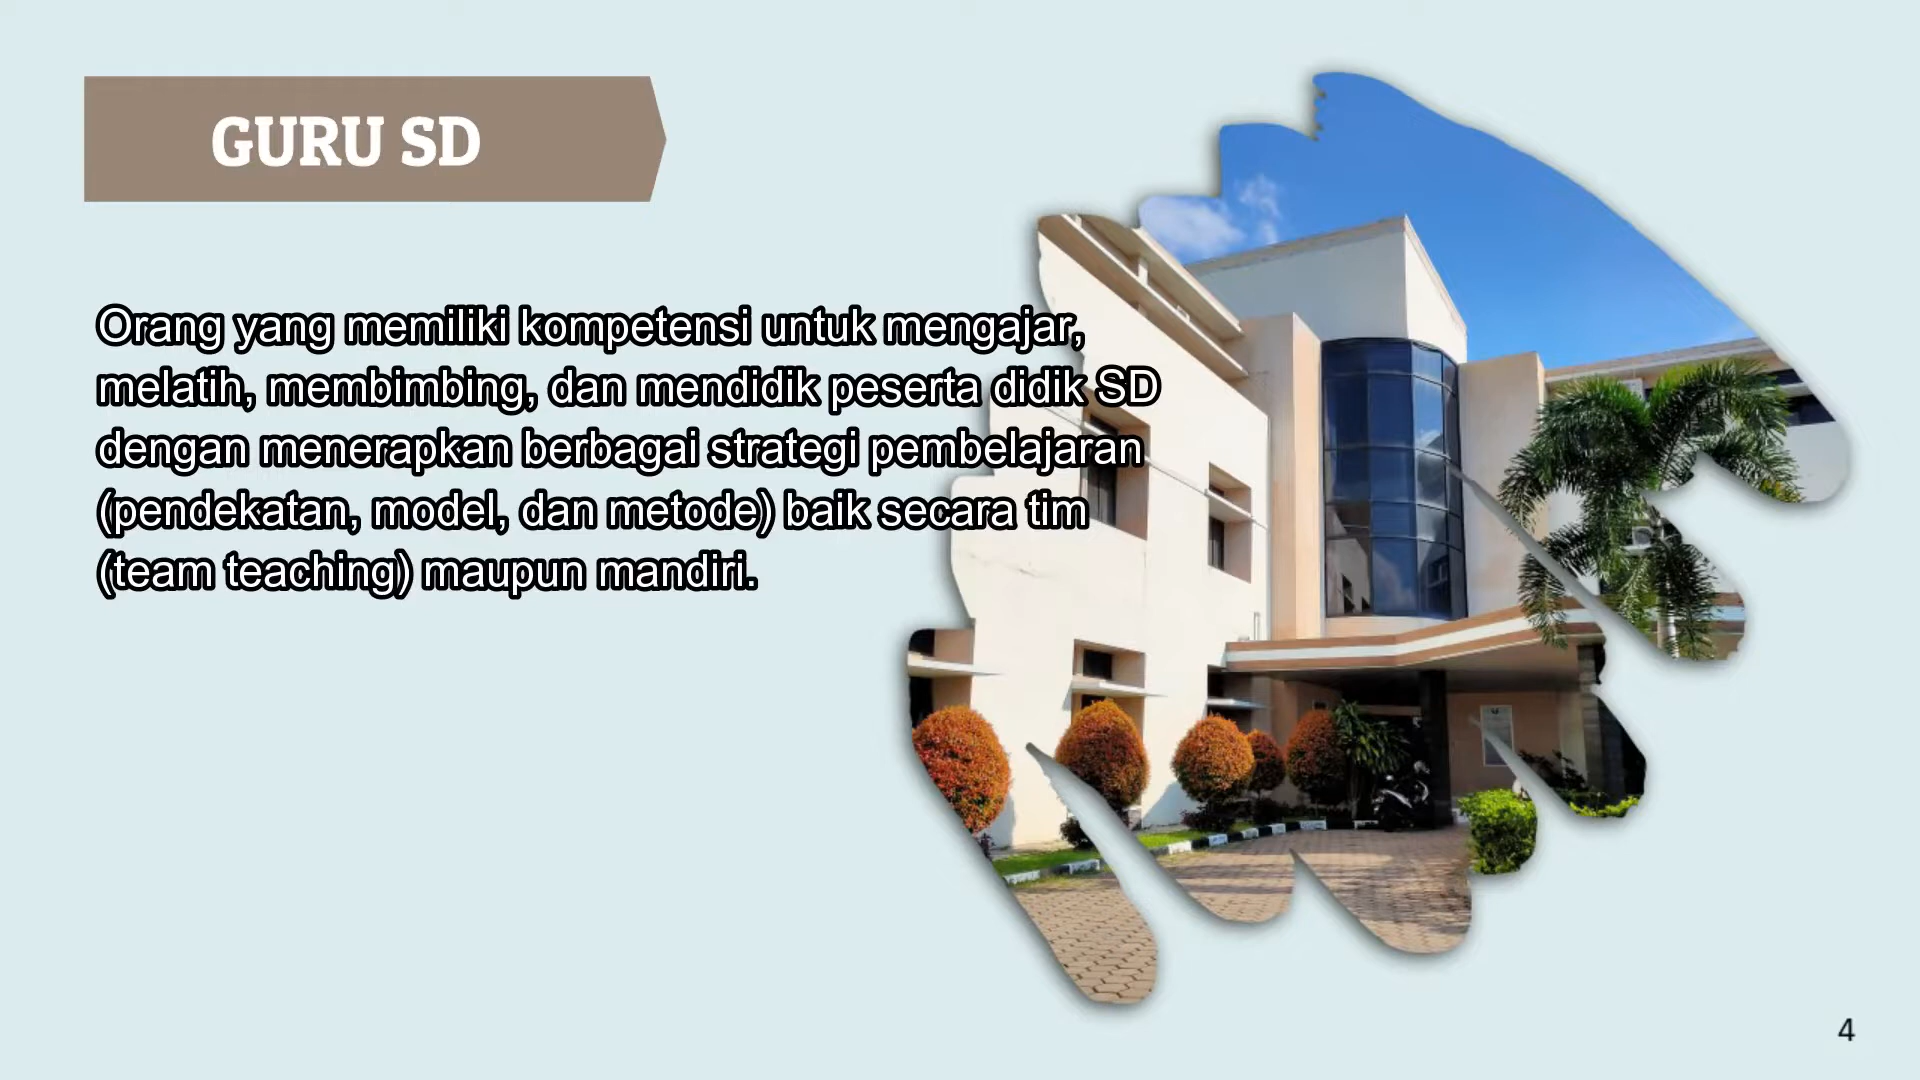 GURU SD
Orang yang memiliki kompetensi untuk mengajar,
melatih, membimbing, dan mendidik peserta didik SD
dengan menerapkan berbagai strategi pembelajaran
(pendekatan, model, dan metode) baik secara tim
(team teaching) maupun mandiri.
4